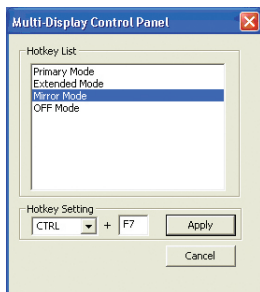 Multi-Display Control Panel
Hotkey List
Primary Mode
Extended Mode
Mirror Mode
OFF Mode
Hotkey Setting
CTRL + F7 Apply
Cancel